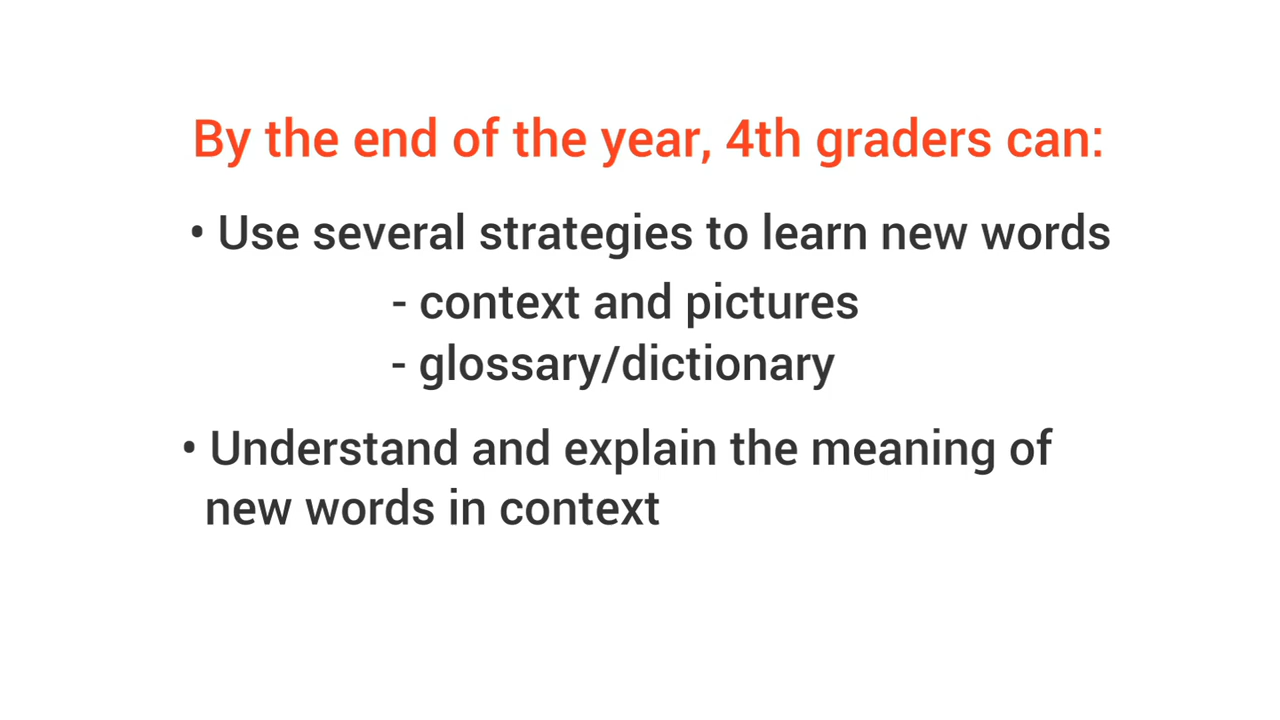 By the end of the year, 4th graders can:
• Use several strategies to learn new words
- context and pictures
- glossary/dictionary
• Understand and explain the meaning of
new words in context